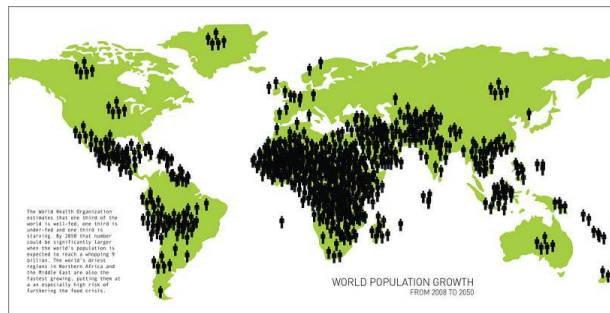 The World Health Organization
estimates that one third of the
world is well-fed, one third is
under-fed and one third is
starving. By 2050 that number
could be significantly larger
when the world's population is
expected to reach a whopping 9
billion. The world's driest
regions in Northern Africa and
the Middle East are also the
fastest growing, putting them at
a an especially high risk of
furthering the food crisis.
WORLD POPULATION GROWTH
FROM 2008 TO 2050